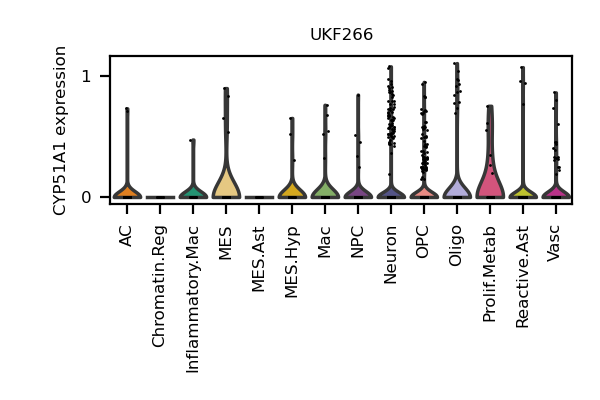 UKF266
CYP51A1 expression
1
0
AC
Chromatin.Reg
Inflammatory.Mac
MES
MES.Ast
MES.Hyp
Mac
NPC
Neuron
OPC
Oligo
Prolif.Metab
Reactive.Ast
Vasc